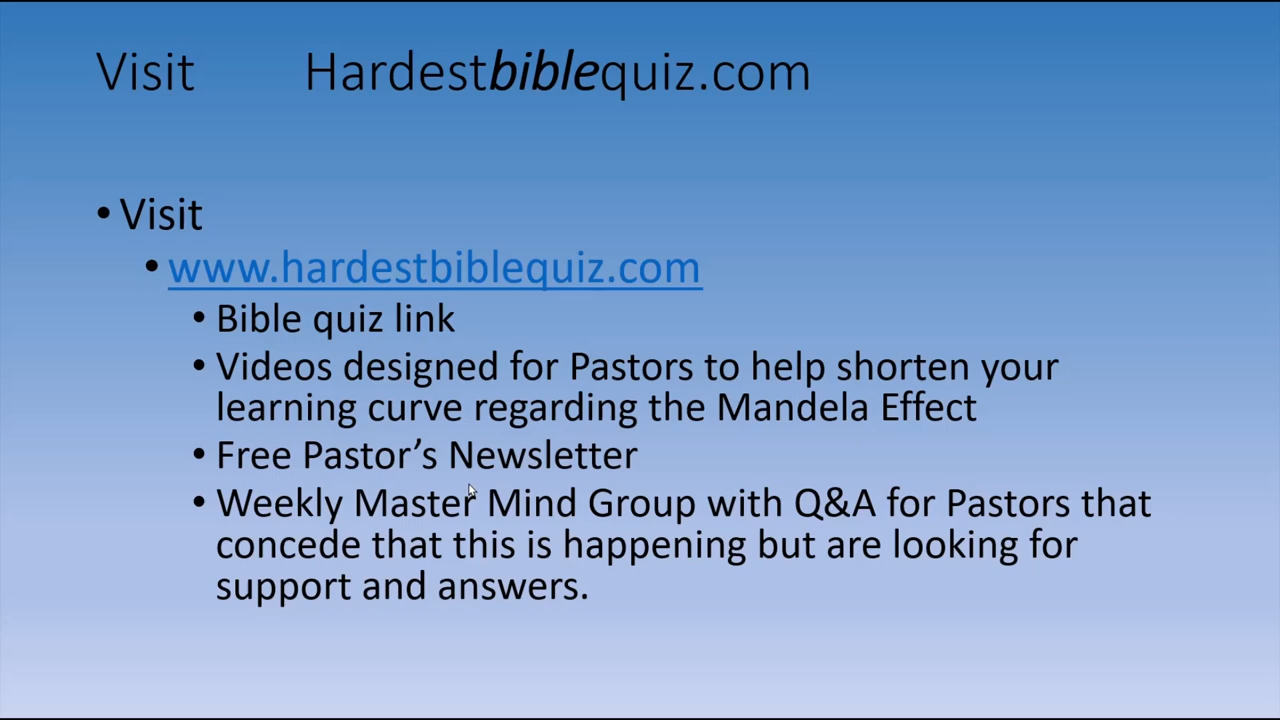 Visit Hardestbiblequiz.com
• Visit
• www.hardestbiblequiz.com
• Bible quiz link
• Videos designed for Pastors to help shorten your
learning curve regarding the Mandela Effect
• Free Pastor’s Newsletter
• Weekly Master Mind Group with Q&A for Pastors that
concede that this is happening but are looking for
support and answers.